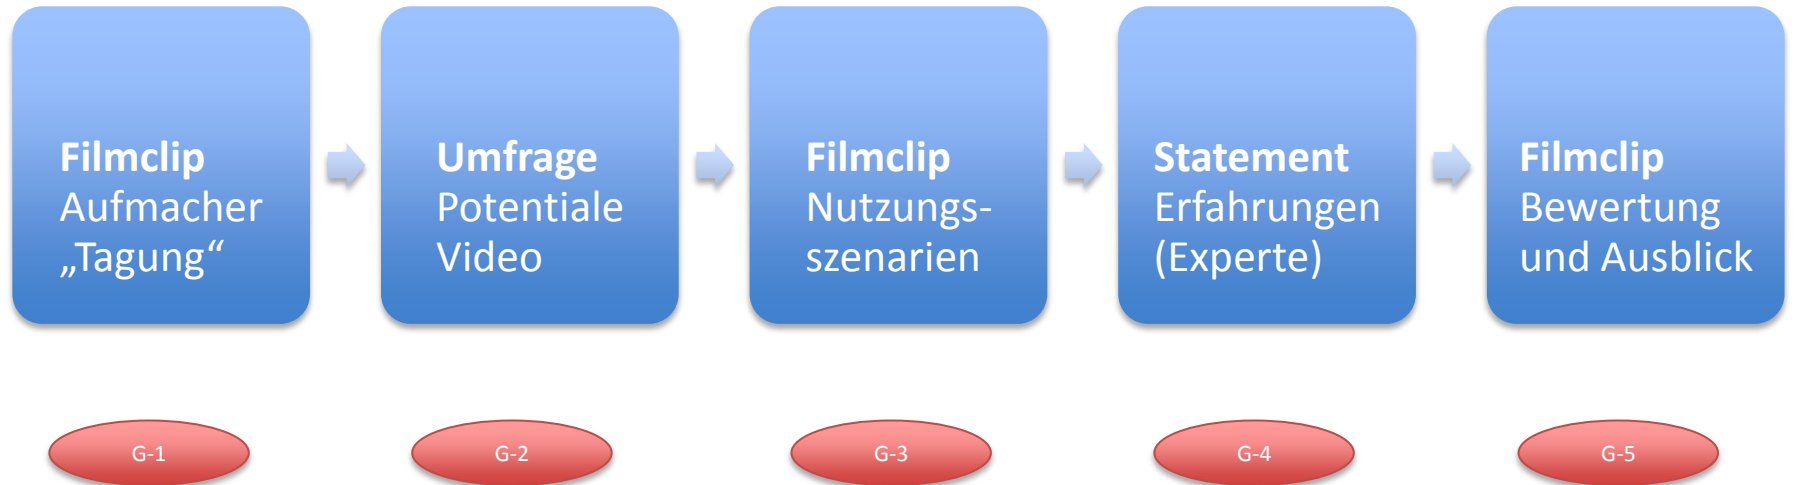 Filmclip
Aufmacher
„Tagung“
Umfrage
Potentiale
Video
Filmclip
Nutzungs-
szenarien
Statement
Erfahrungen
(Experte)
Filmclip
Bewertung
und Ausblick
G-1
G-2
G-3
G-4
G-5